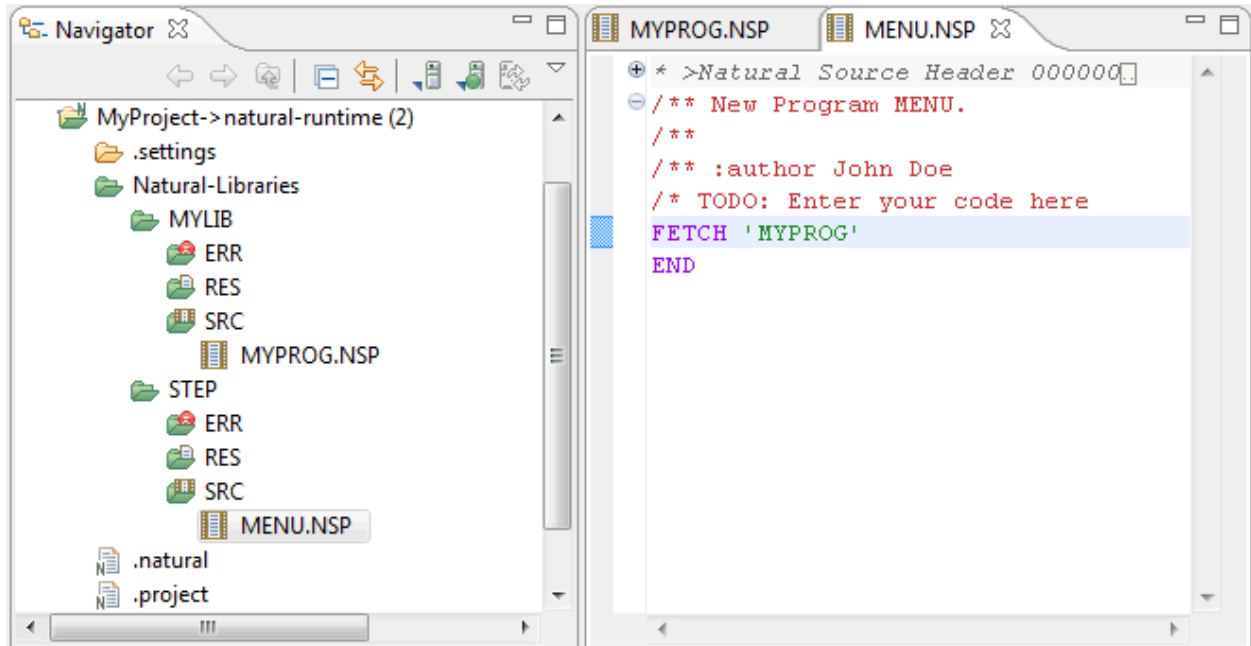 Navigator
MyProject->natural-runtime (2)
.settings
Natural-Libraries
MYLIB
ERR
RES
SRC
MYPROG.NSP
STEP
ERR
RES
SRC
MENU.NSP
.natural
.project
MYPROG.NSP
MENU.NSP
* >Natural Source Header 000000..
/** New Program MENU.
/**
/** :author John Doe
/* TODO: Enter your code here
FETCH 'MYPROG'
END